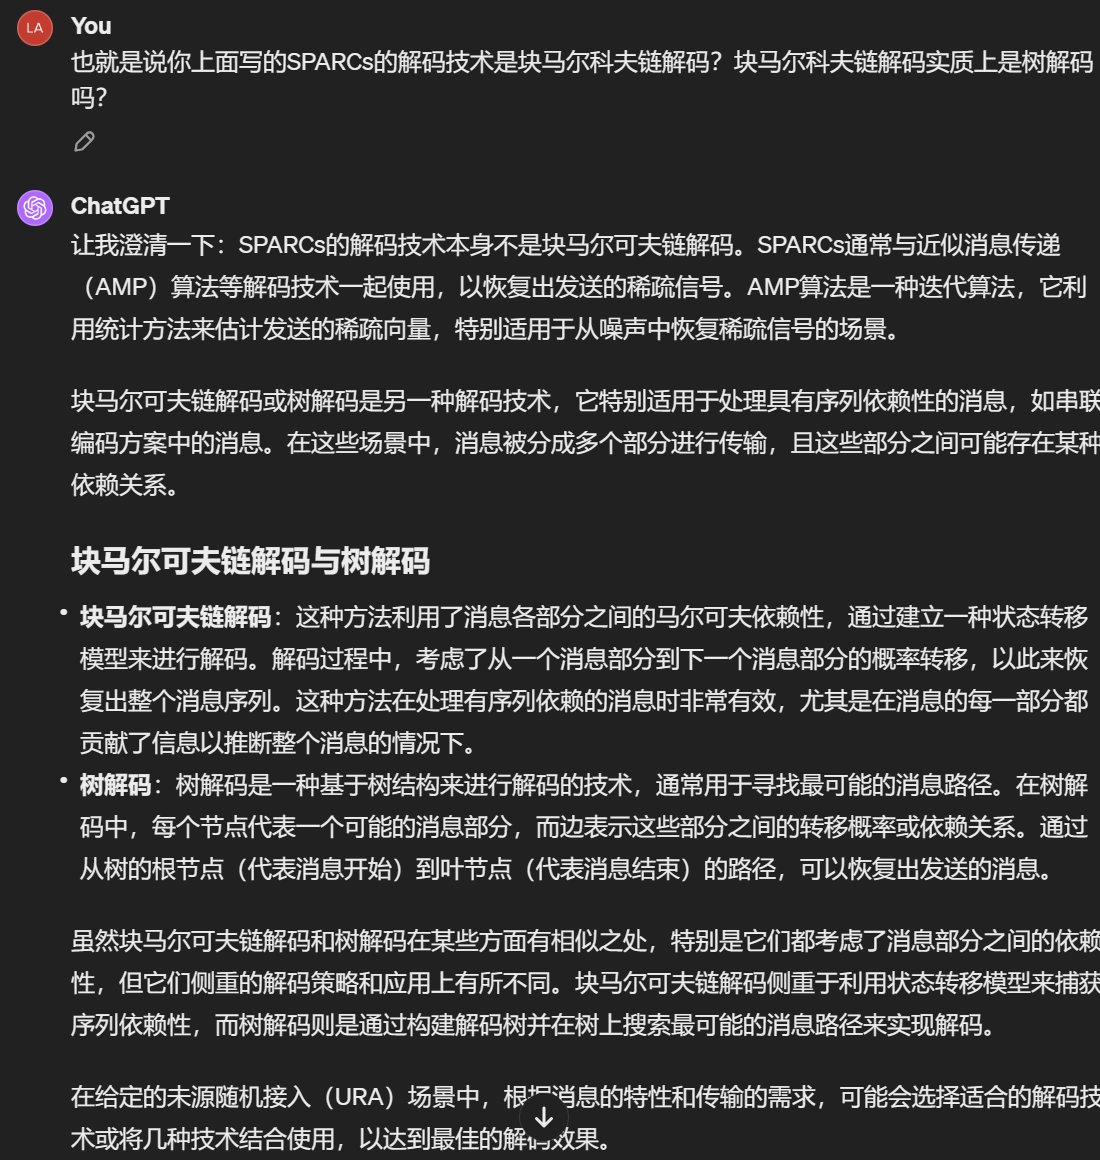 LA
You
也就是说你上面写的SPARCs的解码技术是块马尔科夫链解码？块马尔科夫链解码实质上是树解码
吗？
ChatGPT
让我澄清一下：SPARCs的解码技术本身不是块马尔可夫链解码。SPARCs通常与近似消息传递
（AMP）算法等解码技术一起使用，以恢复出发送的稀疏信号。AMP算法是一种迭代算法，它利
用统计方法来估计发送的稀疏向量，特别适用于从噪声中恢复稀疏信号的场景。
块马尔可夫链解码或树解码是另一种解码技术，它特别适用于处理具有序列依赖性的消息，如串联
编码方案中的消息。在这些场景中，消息被分成多个部分进行传输，且这些部分之间可能存在某种
依赖关系。
块马尔可夫链解码与树解码
• 块马尔可夫链解码：这种方法利用了消息各部分之间的马尔可夫依赖性，通过建立一种状态转移
模型来进行解码。解码过程中，考虑了从一个消息部分到下一个消息部分的概率转移，以此来恢
复出整个消息序列。这种方法在处理有序列依赖的消息时非常有效，尤其是在消息的每一部分都
贡献了信息以推断整个消息的情况下。
• 树解码：树解码是一种基于树结构来进行解码的技术，通常用于寻找最可能的消息路径。在树解
码中，每个节点代表一个可能的消息部分，而边表示这些部分之间的转移概率或依赖关系。通过
从树的根节点（代表消息开始）到叶节点（代表消息结束）的路径，可以恢复出发送的消息。
虽然块马尔可夫链解码和树解码在某些方面有相似之处，特别是它们都考虑了消息部分之间的依赖
性，但它们侧重的解码策略和应用上有所不同。块马尔可夫链解码侧重于利用状态转移模型来捕获
序列依赖性，而树解码则是通过构建解码树并在树上搜索最可能的消息路径来实现解码。
在给定的未源随机接入（URA）场景中，根据消息的特性和传输的需求，可能会选择适合的解码技
术或将几种技术结合使用，以达到最佳的解码效果。